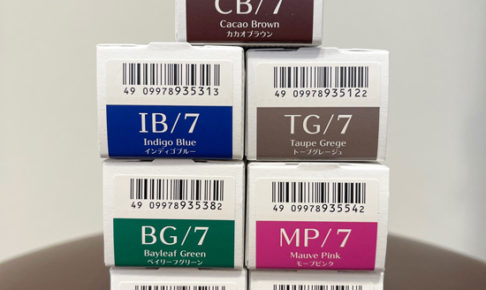 CB/7
Cacao Brown
カカオブラウン
49 09978935313
IB/7
Indigo Blue
インディゴブルー
49 09978935122
TG/7
Taupe Grege
トープグレージュ
49 09978935382
BG/7
Bayleaf Green
ベイリーフグリーン
49 09978935542
MP/7
Mauve Pink
モーブピンク